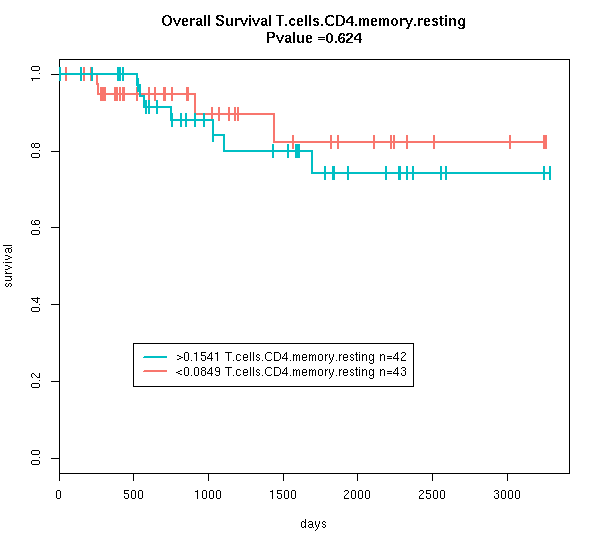 Overall Survival T.cells.CD4.memory.resting
Pvalue =0.624
1.0
0.8
0.6
0.4
0.2
0.0
survival
>0.1541 T.cells.CD4.memory.resting n=42
<0.0849 T.cells.CD4.memory.resting n=43
0 500 1000 1500 2000 2500 3000
days